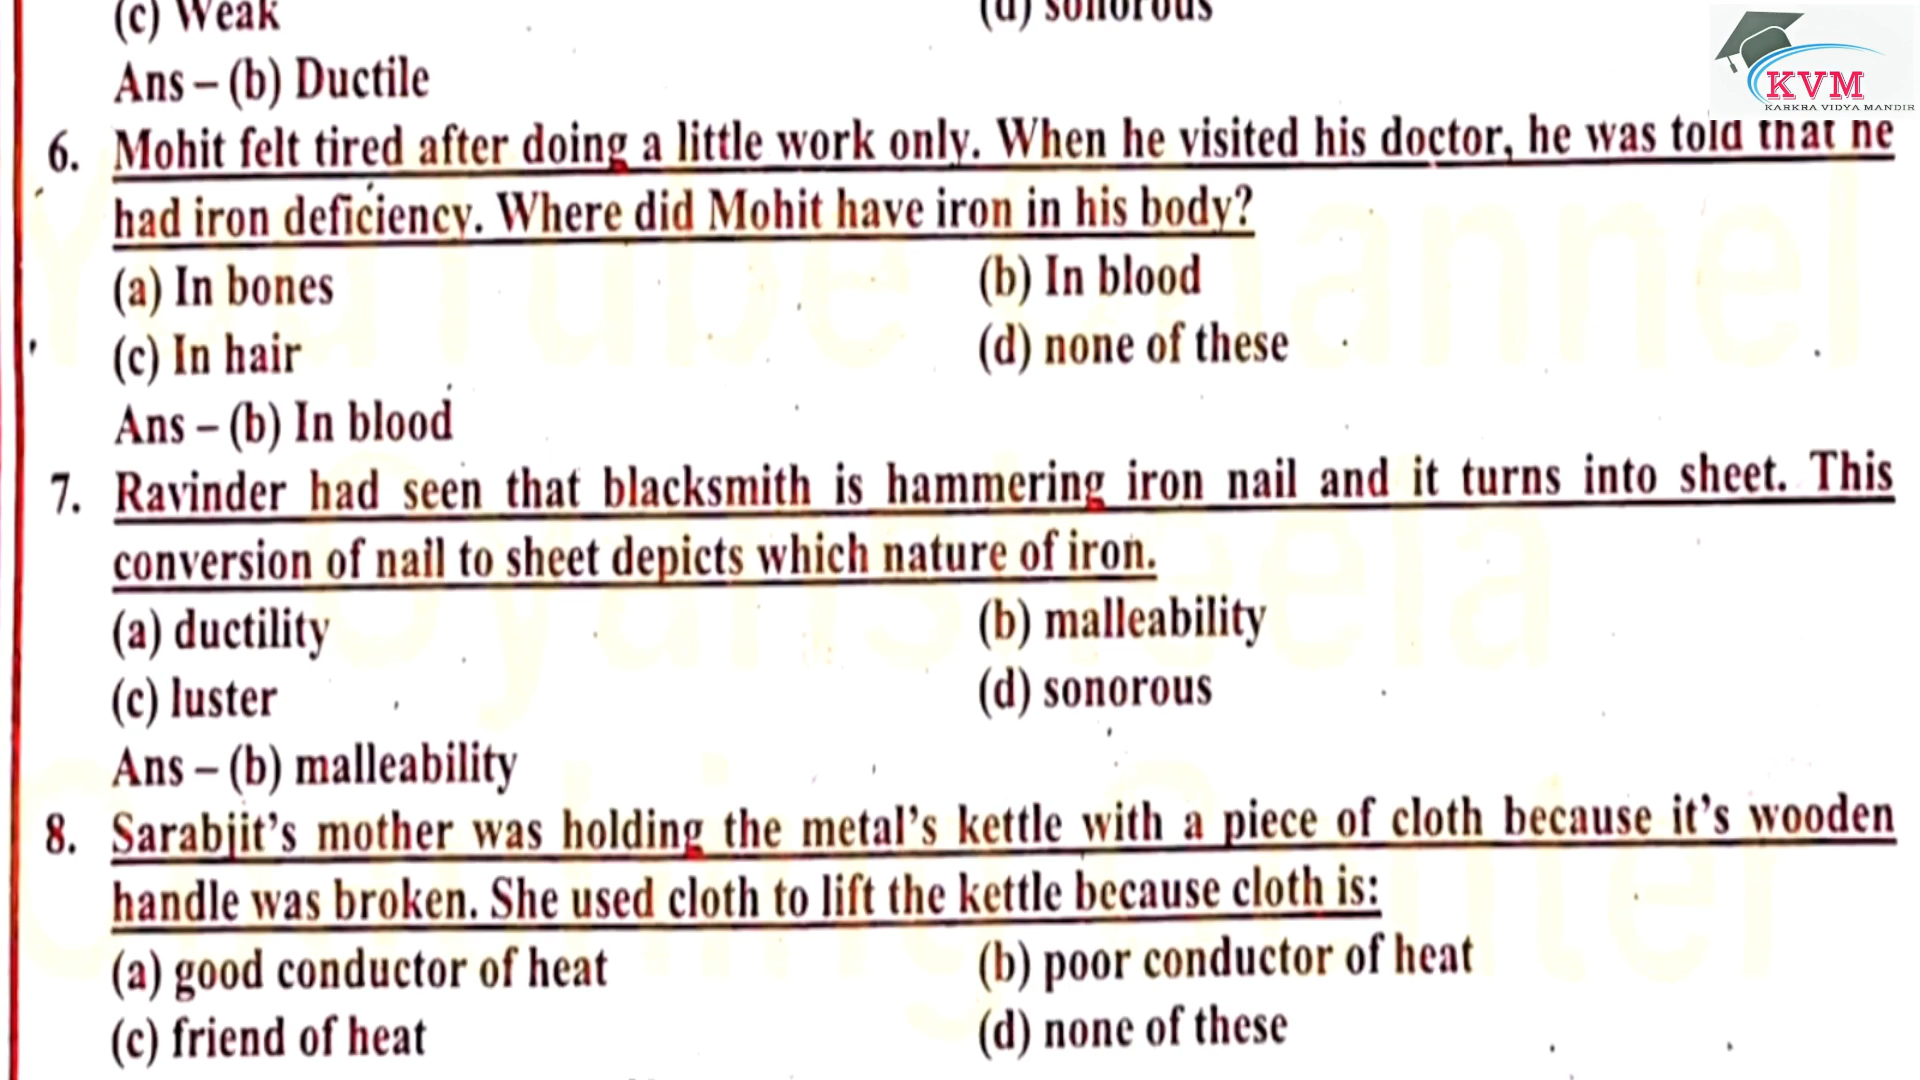 (c) Weak
(d) sonorous
KVM
KARKRA VIDYA MANDIR
Ans – (b) Ductile
6. Mohit felt tired after doing a little work only. When he visited his doctor, he was told that he
had iron deficiency. Where did Mohit have iron in his body?
(a) In bones
(b) In blood
(c) In hair
(d) none of these
Ans – (b) In blood
7. Ravinder had seen that blacksmith is hammering iron nail and it turns into sheet. This
conversion of nail to sheet depicts which nature of iron.
(a) ductility
(b) malleability
(c) luster
(d) sonorous
Ans – (b) malleability
8. Sarabjit's mother was holding the metal's kettle with a piece of cloth because it's wooden
handle was broken. She used cloth to lift the kettle because cloth is:
(a) good conductor of heat
(b) poor conductor of heat
(c) friend of heat
(d) none of these